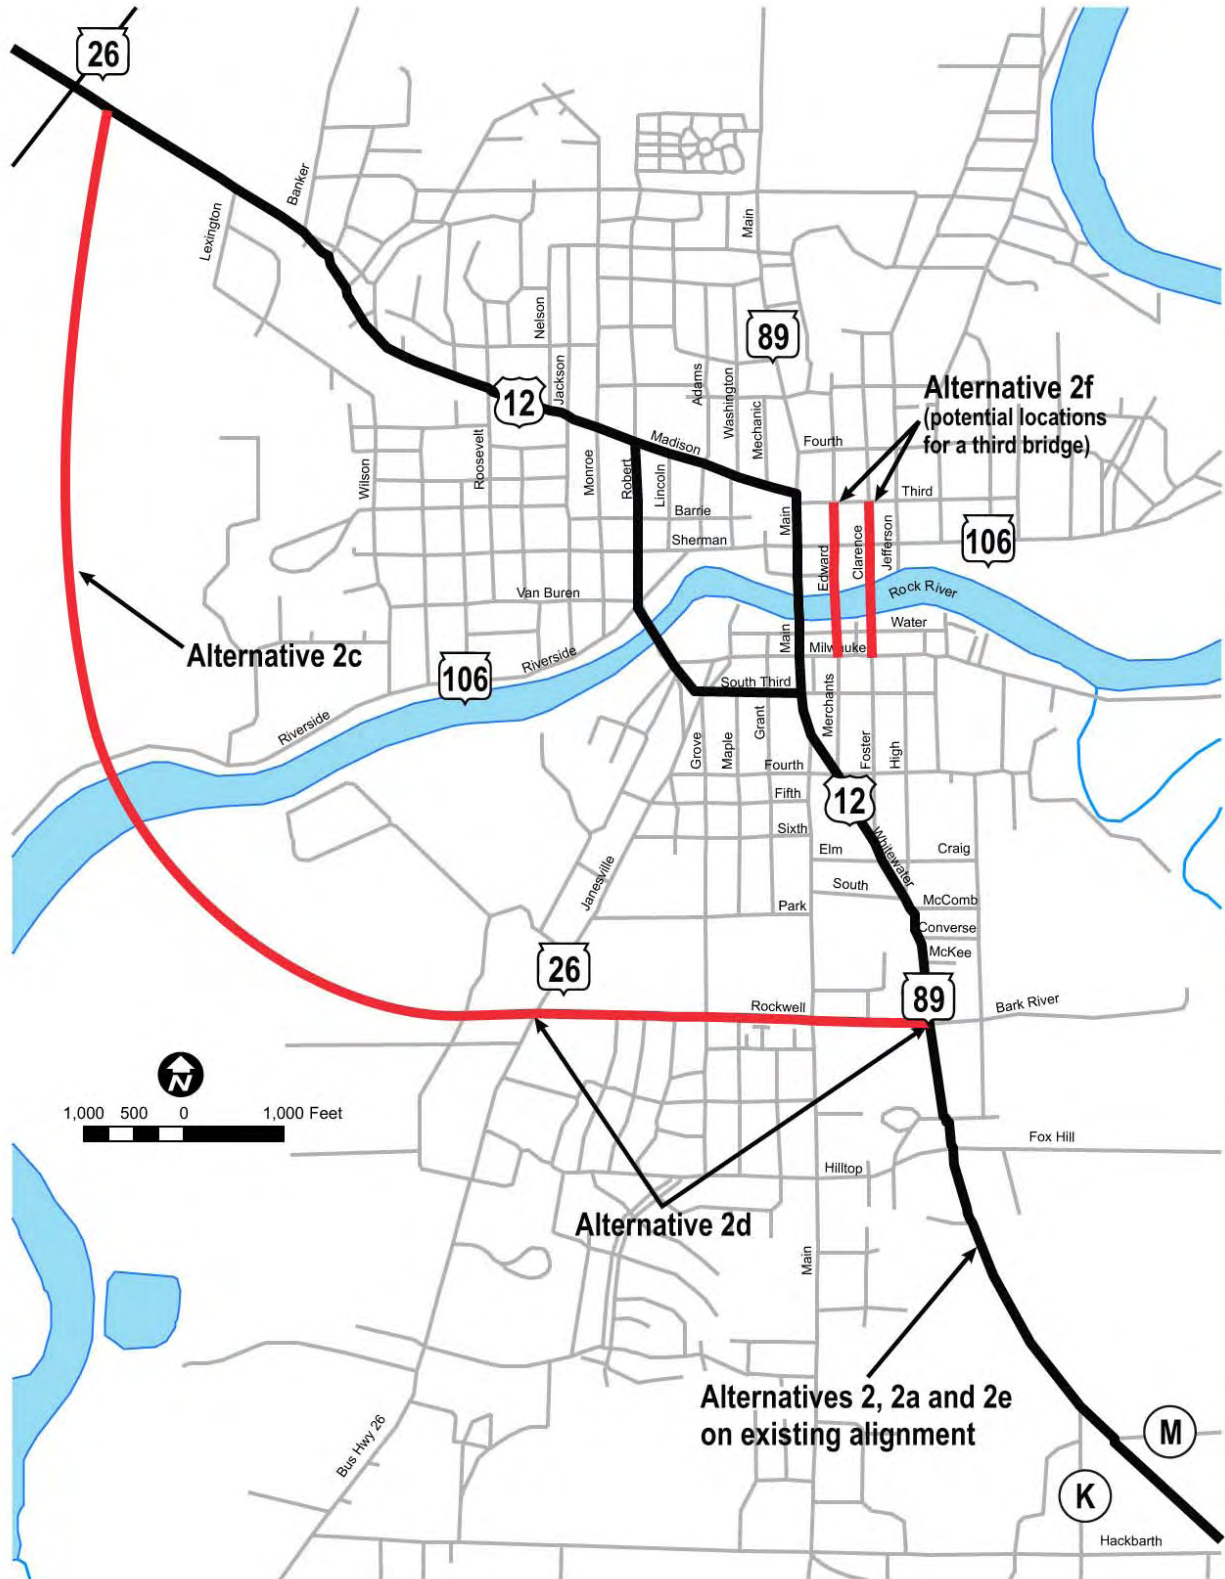 26
Banker
Lexington
Main
Nelson
89
Jackson
12
Adams
Washington
Mechanic
Alternative 2f
(potential locations
for a third bridge)
Madison
Fourth
Wilson
Roosevelt
Monroe
Robert
Lincoln
Third
Barrie
Main
Sherman
Edward
Clarence
Jefferson
106
Van Buren
Rock River
Water
Main
Milwaukee
Alternative 2c
106
Riverside
Riverside
South Third
Grant
Merchants
Grove
Maple
Foster
High
Fourth
12
Fifth
Sixth
Whitewater
Elm
Craig
Janesville
South
McComb
Park
Converse
McKee
26
89
Rockwell
Bark River
N
1,000 500 0 1,000 Feet
Fox Hill
Hilltop
Alternative 2d
Main
Alternatives 2, 2a and 2e
on existing alignment
M
Bus Hwy 26
K
Hackbarth